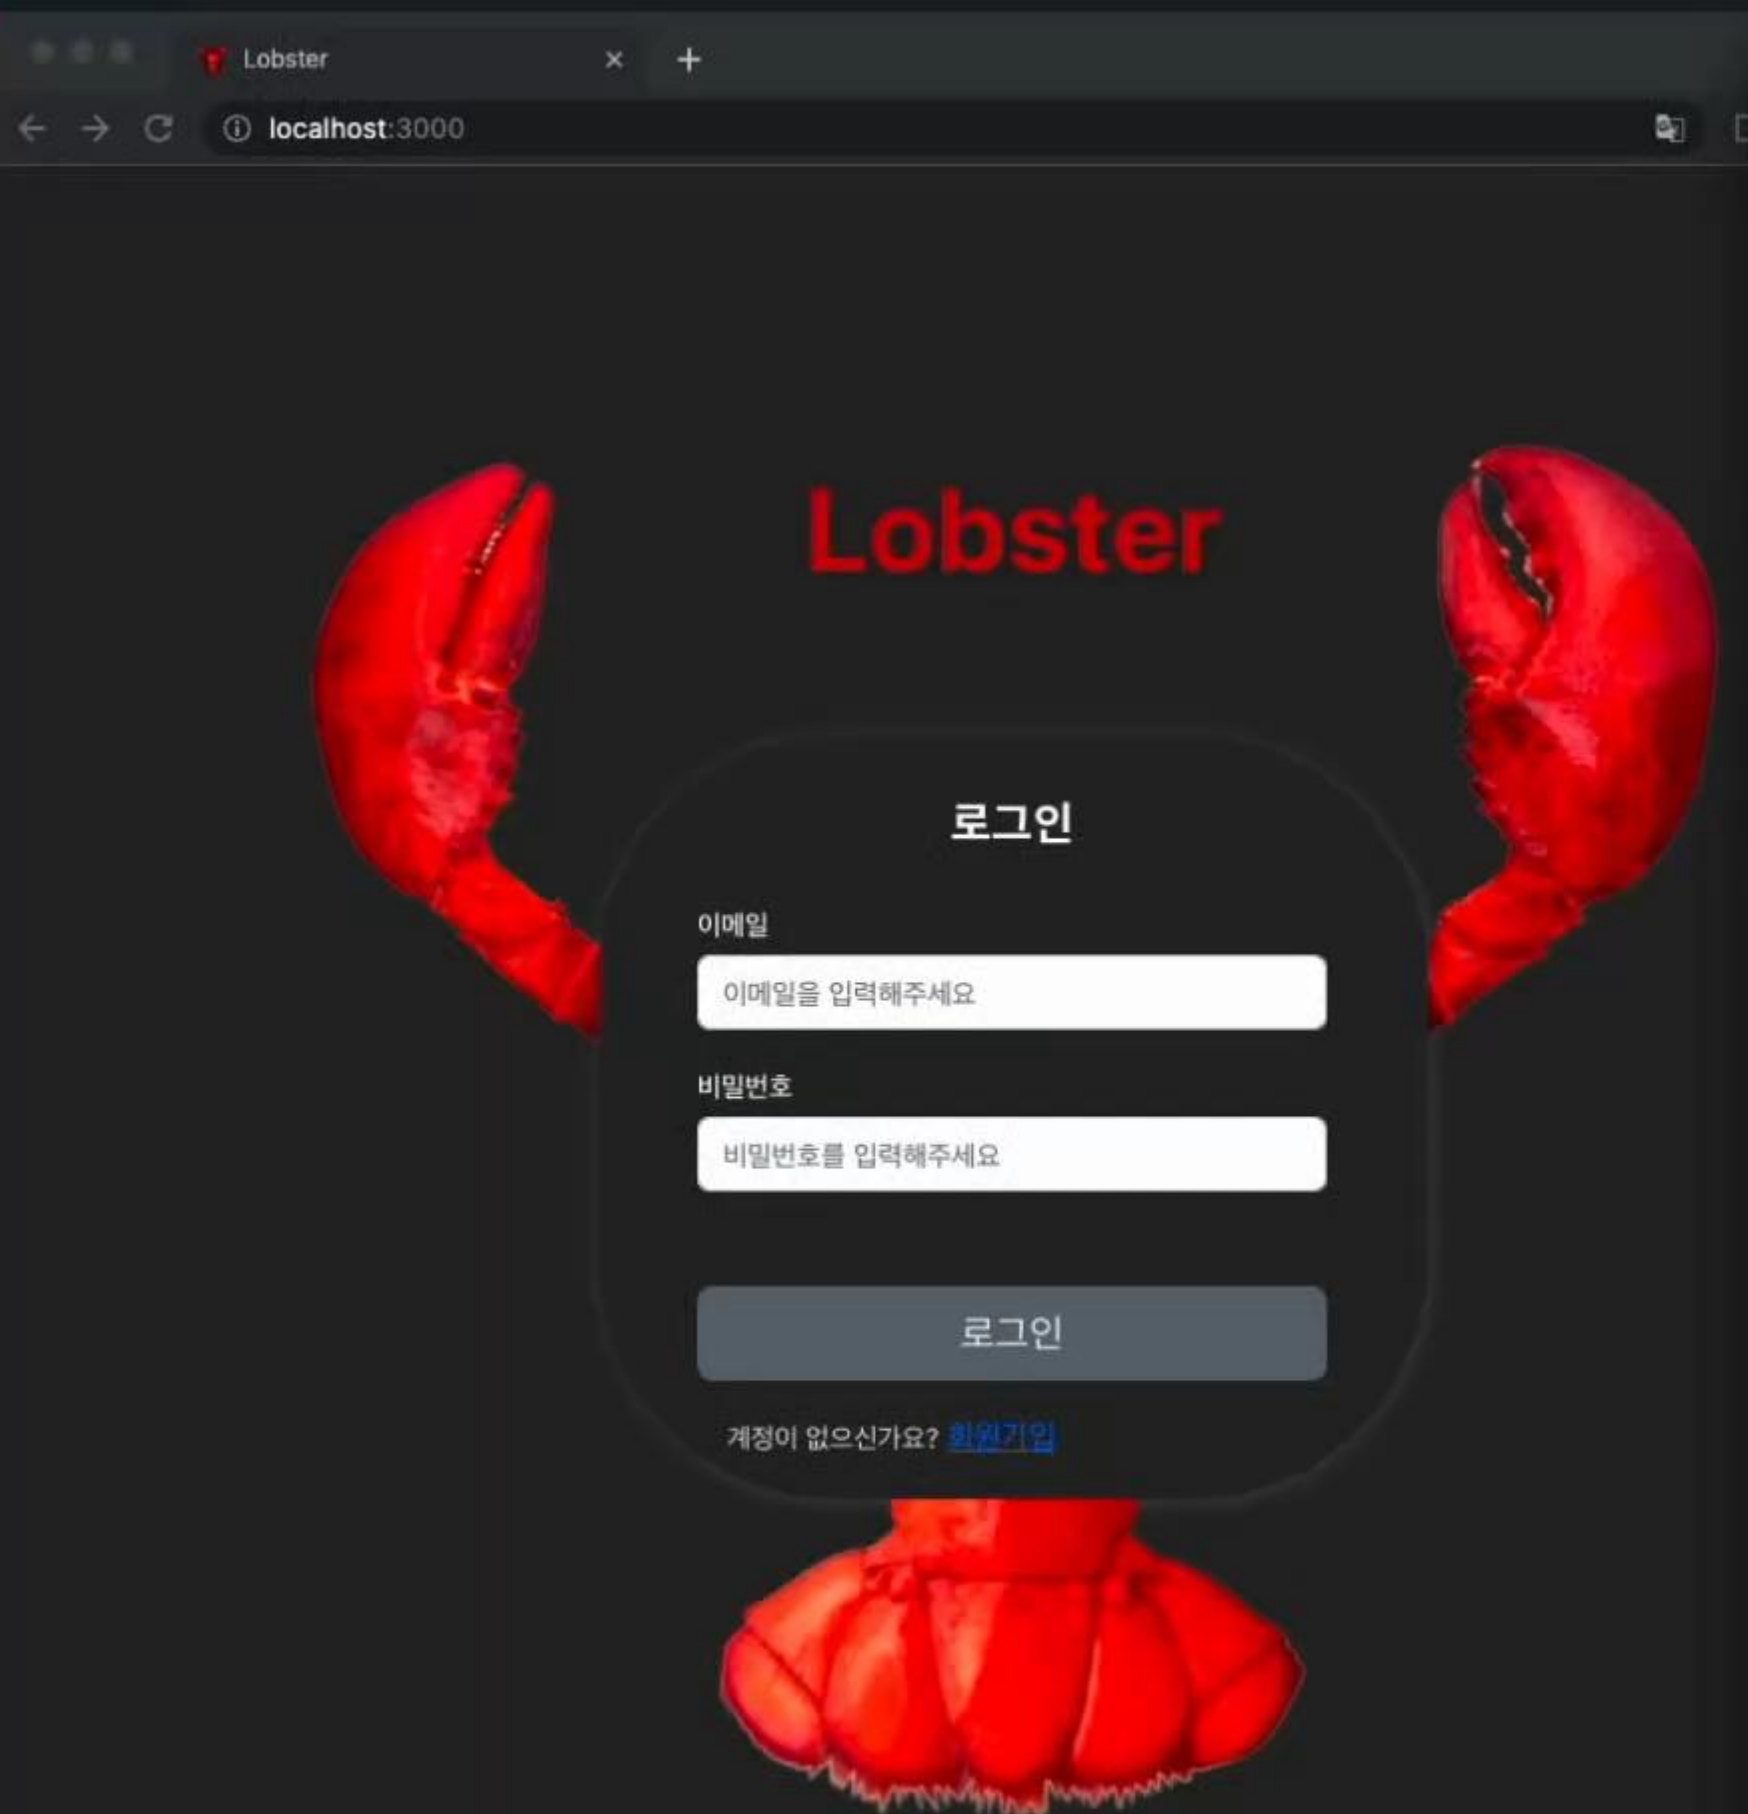 Lobster
localhost:3000
Lobster
로그인
이메일
이메일을 입력해주세요
비밀번호
비밀번호를 입력해주세요
로그인
계정이 없으신가요? 회원가입